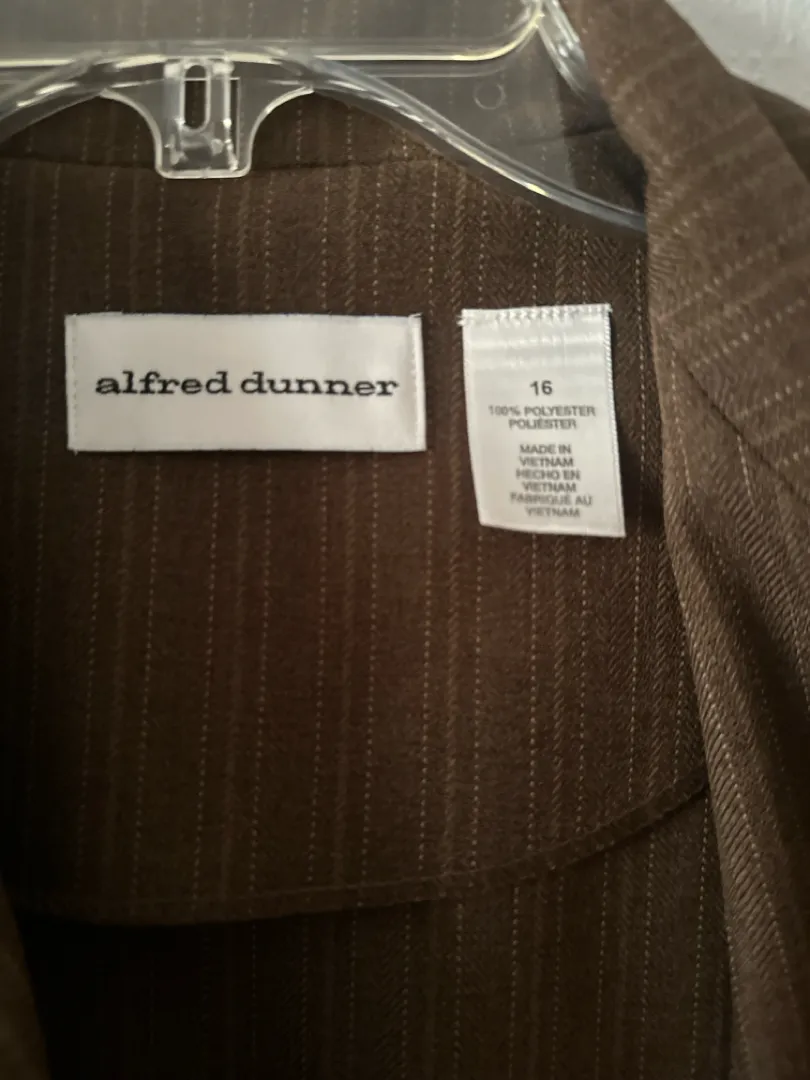 alfred dunner
16
100% POLYESTER
POLIÉSTER
MADE IN
VIETNAM
HECHO EN
VIETNAM
FABRIQUÉ AU
VIETNAM